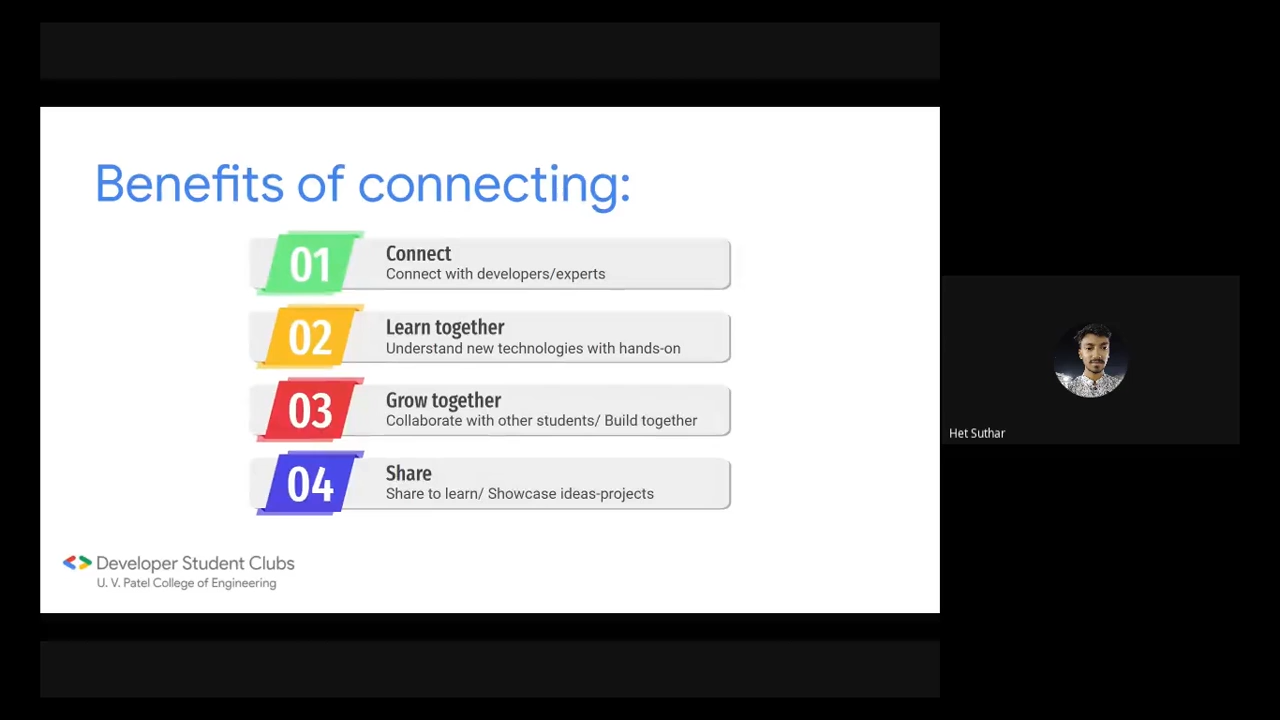 Benefits of connecting:
01
Connect
Connect with developers/experts
02
Learn together
Understand new technologies with hands-on
03
Grow together
Collaborate with other students/ Build together
04
Share
Share to learn/ Showcase ideas-projects
Developer Student Clubs
U. V. Patel College of Engineering
Het Suthar